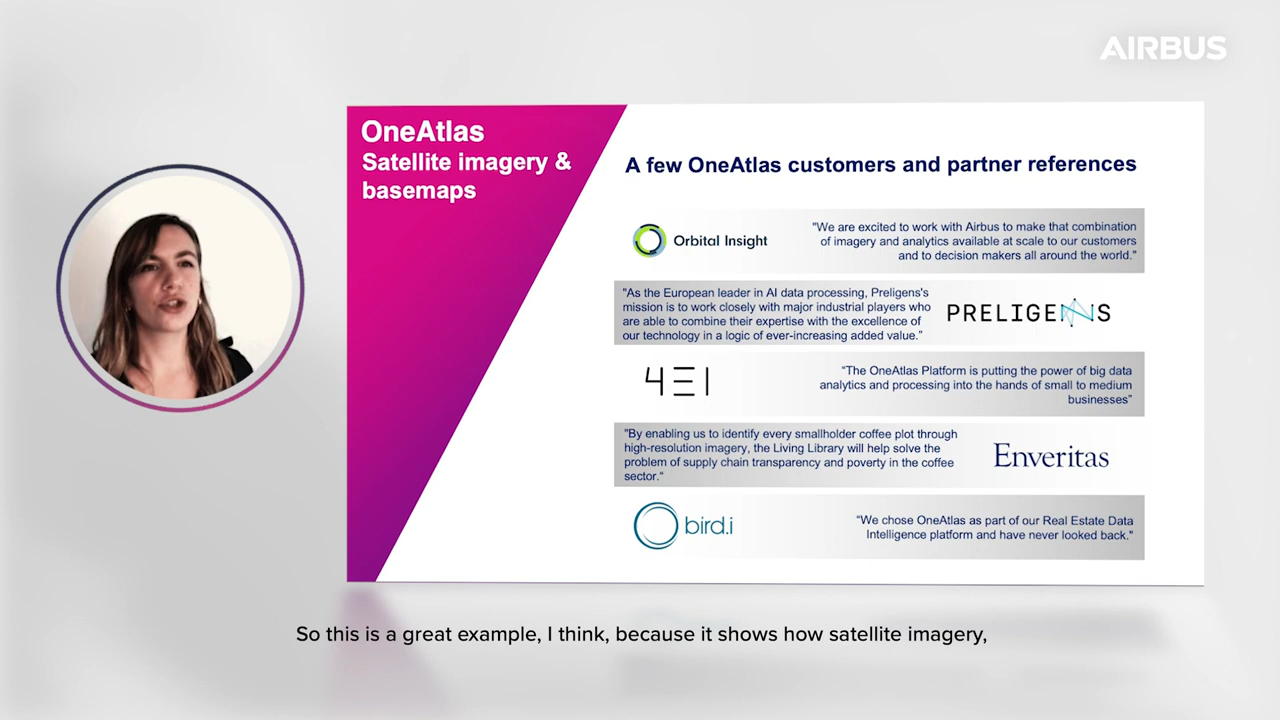 AIRBUS
OneAtlas
Satellite imagery &
basemaps
A few OneAtlas customers and partner references
Orbital Insight
"We are excited to work with Airbus to make that combination
of imagery and analytics available at scale to our customers
and to decision makers all around the world."
"As the European leader in AI data processing, Preligens's
mission is to work closely with major industrial players who
are able to combine their expertise with the excellence of
our technology in a logic of ever-increasing added value."
PRELIGENS
4EI
"The OneAtlas Platform is putting the power of big data
analytics and processing into the hands of small to medium
businesses"
"By enabling us to identify every smallholder coffee plot through
high-resolution imagery, the Living Library will help solve the
problem of supply chain transparency and poverty in the coffee
sector."
Enveritas
bird.i
"We chose OneAtlas as part of our Real Estate Data
Intelligence platform and have never looked back."
So this is a great example, I think, because it shows how satellite imagery,